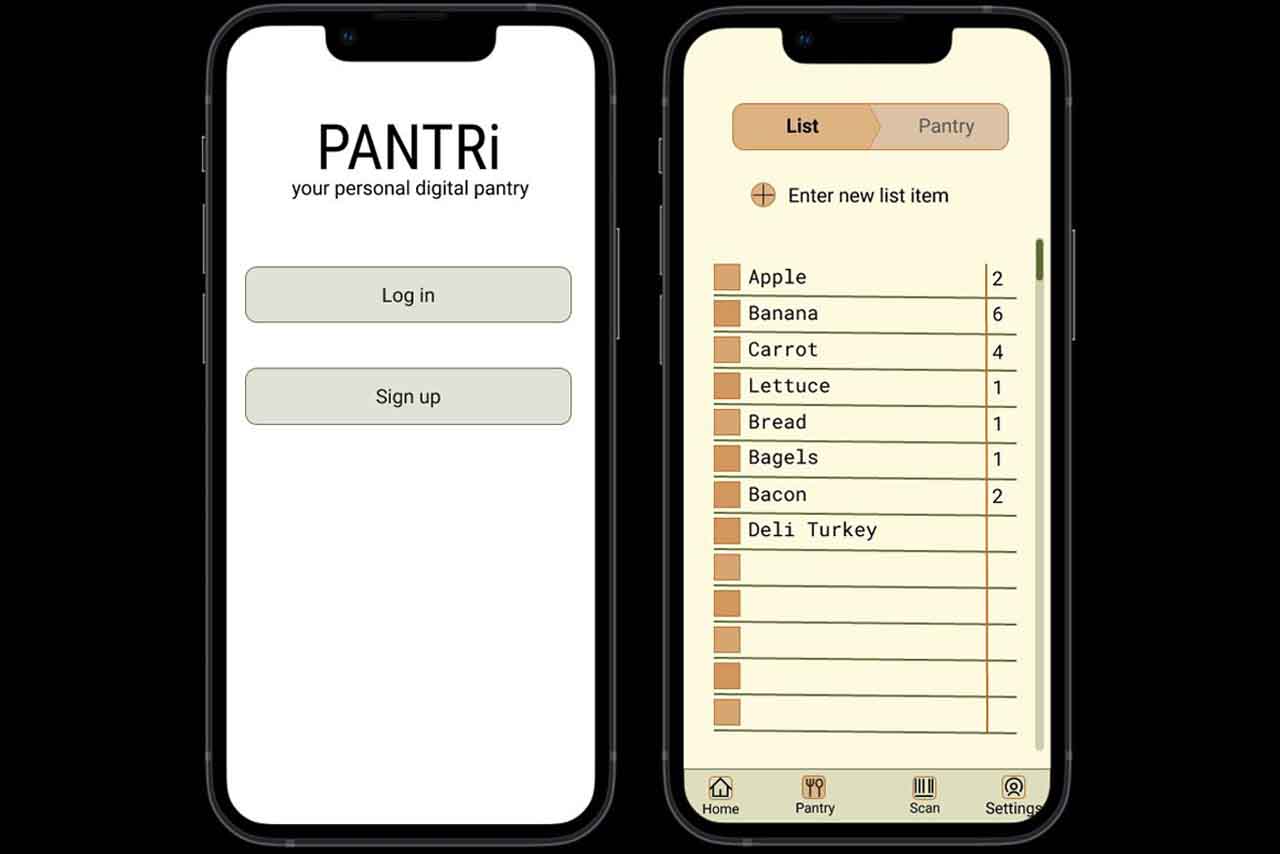 PANTRi
your personal digital pantry
Log in
Sign up
List Pantry
Enter new list item
Apple 2
Banana 6
Carrot 4
Lettuce 1
Bread 1
Bagels 1
Bacon 2
Deli Turkey
Home Pantry Scan Settings